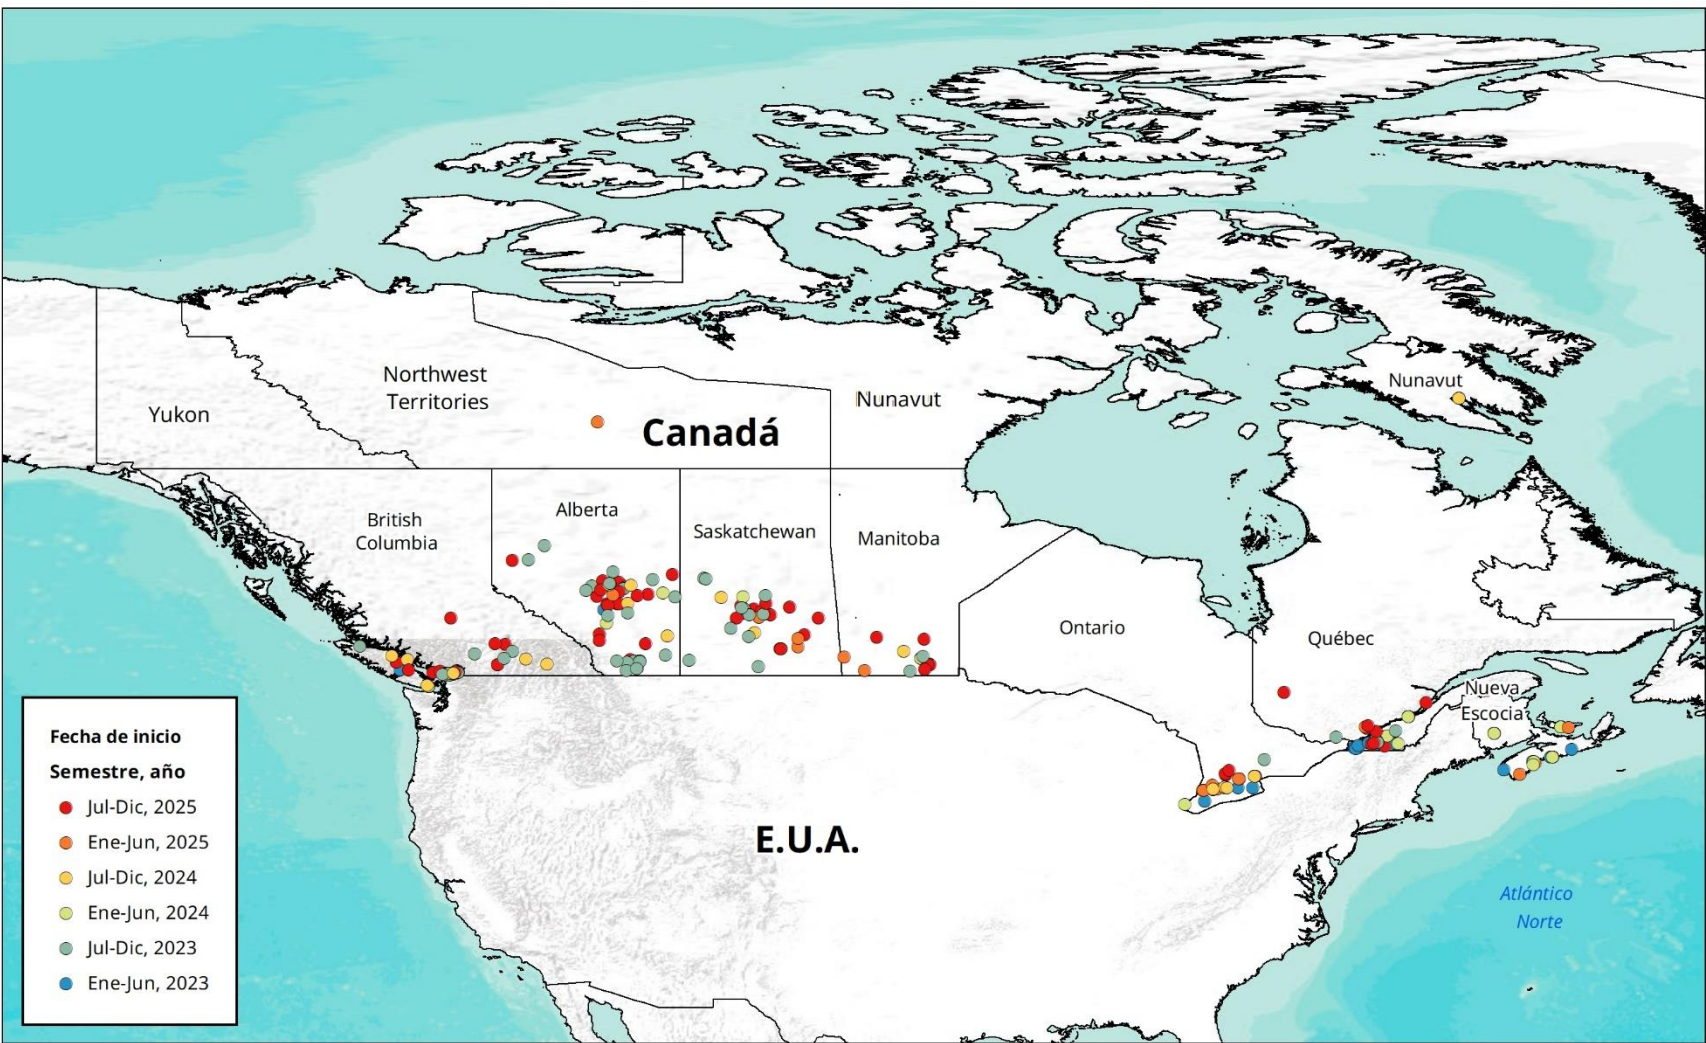 Northwest
Territories
Yukon
Canadá
Nunavut
Nunavut
British
Columbia
Alberta
Saskatchewan
Manitoba
Ontario
Québec
Nueva
Escocia
E.U.A.
Atlántico
Norte
Fecha de inicio
Semestre, año
Jul-Dic, 2025
Ene-Jun, 2025
Jul-Dic, 2024
Ene-Jun, 2024
Jul-Dic, 2023
Ene-Jun, 2023